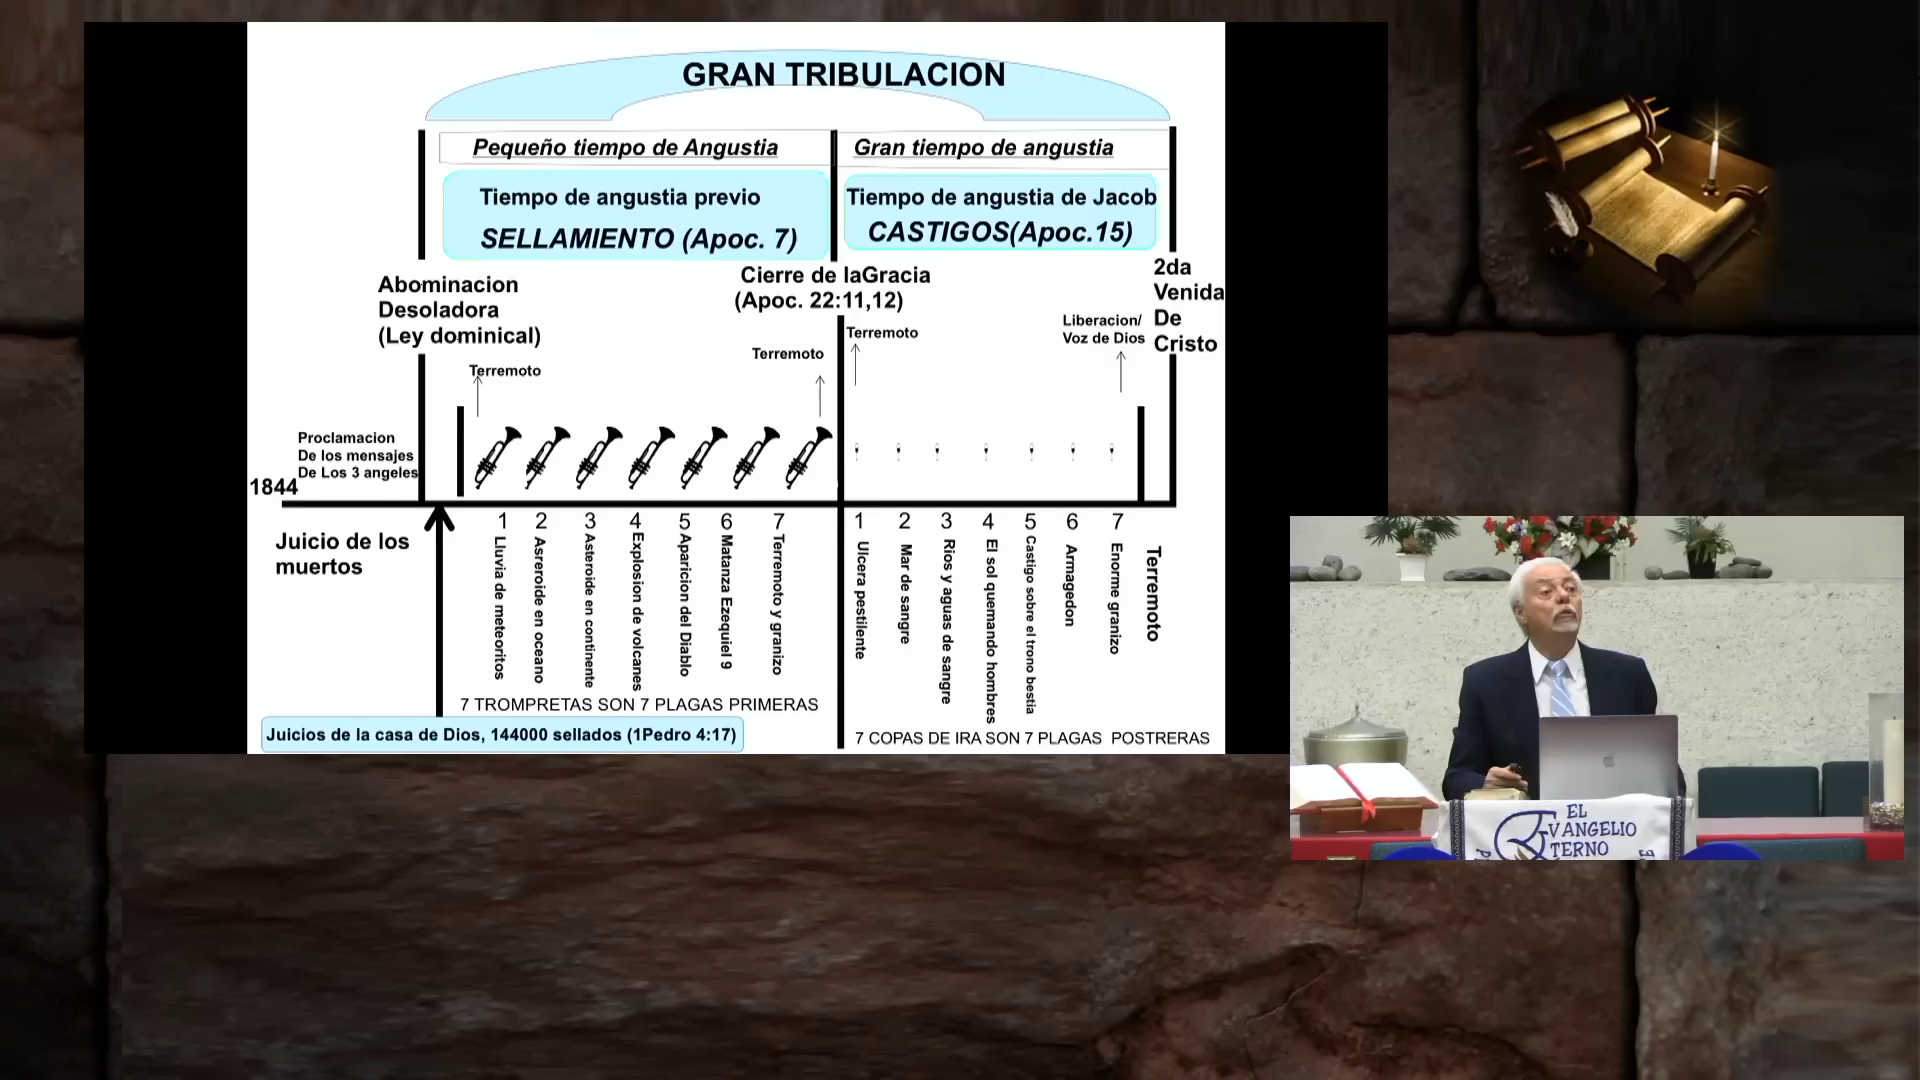 GRAN TRIBULACION
Pequeño tiempo de Angustia
Gran tiempo de angustia
Tiempo de angustia previo
SELLAMIENTO (Apoc. 7)
Tiempo de angustia de Jacob
CASTIGOS(Apoc.15)
Abominacion
Desoladora
(Ley dominical)
Cierre de laGracia
(Apoc. 22:11,12)
2da
Venida
De
Cristo
Terremoto
Terremoto
Terremoto
Liberacion/
Voz de Dios
Proclamacion
De los mensajes
De Los 3 angeles
1844
Juicio de los
muertos
1 Lluvia de meteoritos
2 Asreroide en oceano
3 Asteroide en continente
4 Explosion de volcanes
5 Aparicion del Diablo
6 Matanza Ezequiel 9
7 Terremoto y granizo
1 Ulcera pestilente
2 Mar de sangre
3 Rios y aguas de sangre
4 El sol quemando hombres
5 Castigo sobre el trono bestia
6 Armagedon
7 Enorme granizo
Terremoto
7 TROMPRETAS SON 7 PLAGAS PRIMERAS
Juicios de la casa de Dios, 144000 sellados (1Pedro 4:17)
7 COPAS DE IRA SON 7 PLAGAS POSTRERAS
EL
EVANGELIO
ETERNO